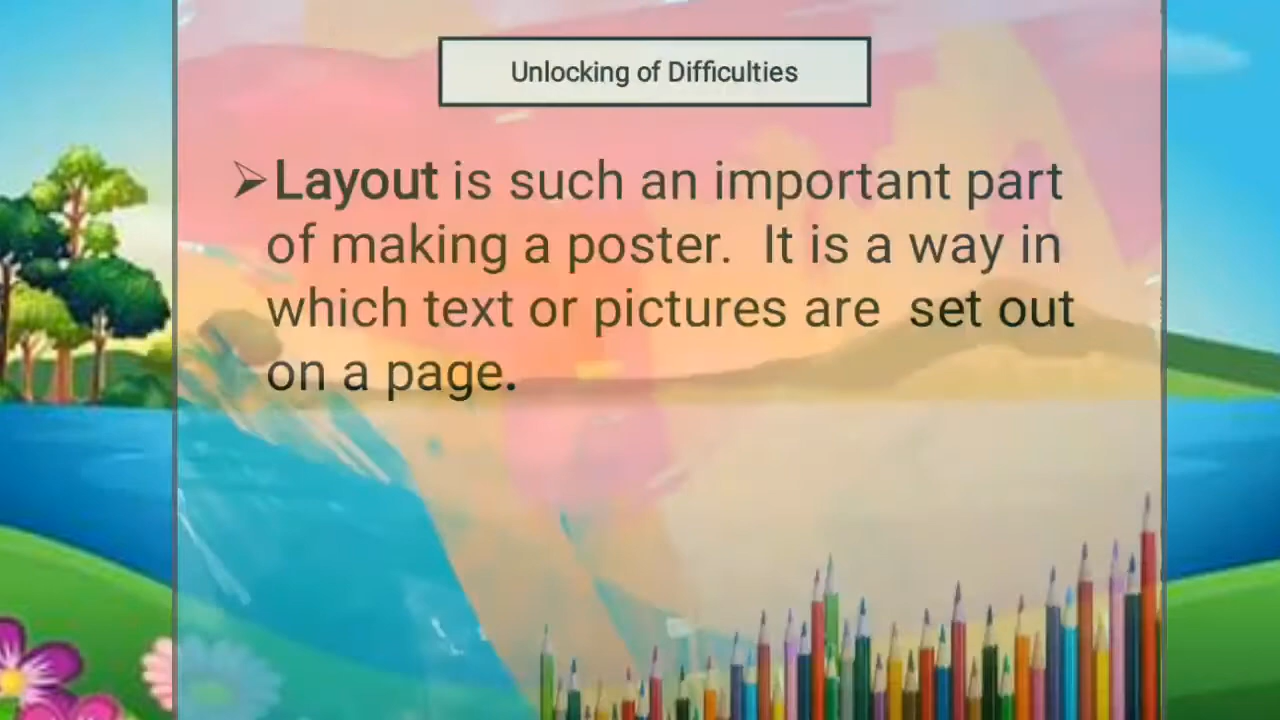 Unlocking of Difficulties
➢Layout is such an important part
of making a poster.  It is a way in
which text or pictures are  set out
on a page.